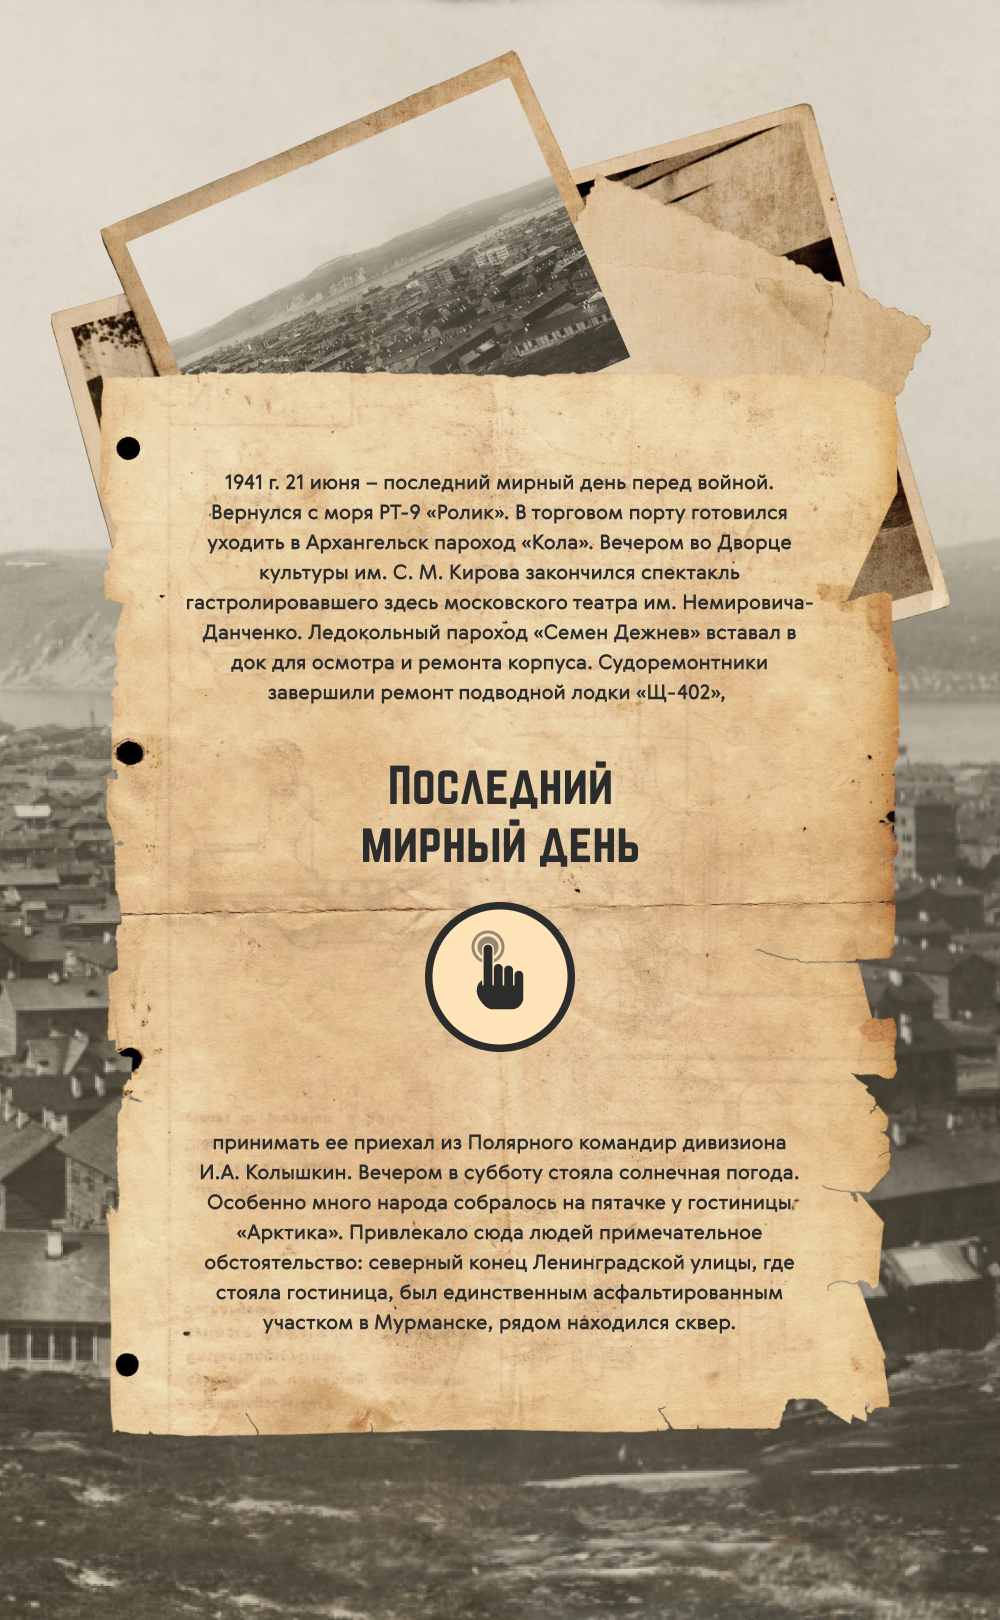 1941 г. 21 июня – последний мирный день перед войной.
Вернулся с моря РТ-9 «Ролик». В торговом порту готовился
уходить в Архангельск пароход «Кола». Вечером во Дворце
культуры им. С. М. Кирова закончился спектакль
гастролировавшего здесь московского театра им. Немировича-
Данченко. Ледокольный пароход «Семен Дежнев» вставал в
док для осмотра и ремонта корпуса. Судоремонтники
завершили ремонт подводной лодки «Щ-402»,
Последний
мирный день
принимать ее приехал из Полярного командир дивизиона
И.А. Колышкин. Вечером в субботу стояла солнечная погода.
Особенно много народа собралось на пятачке у гостиницы
«Арктика». Привлекало сюда людей примечательное
обстоятельство: северный конец Ленинградской улицы, где
стояла гостиница, был единственным асфальтированным
участком в Мурманске, рядом находился сквер.